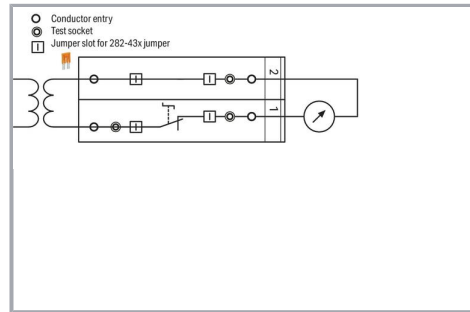 Conductor entry
Test socket
Jumper slot for 282-43x jumper
2
1